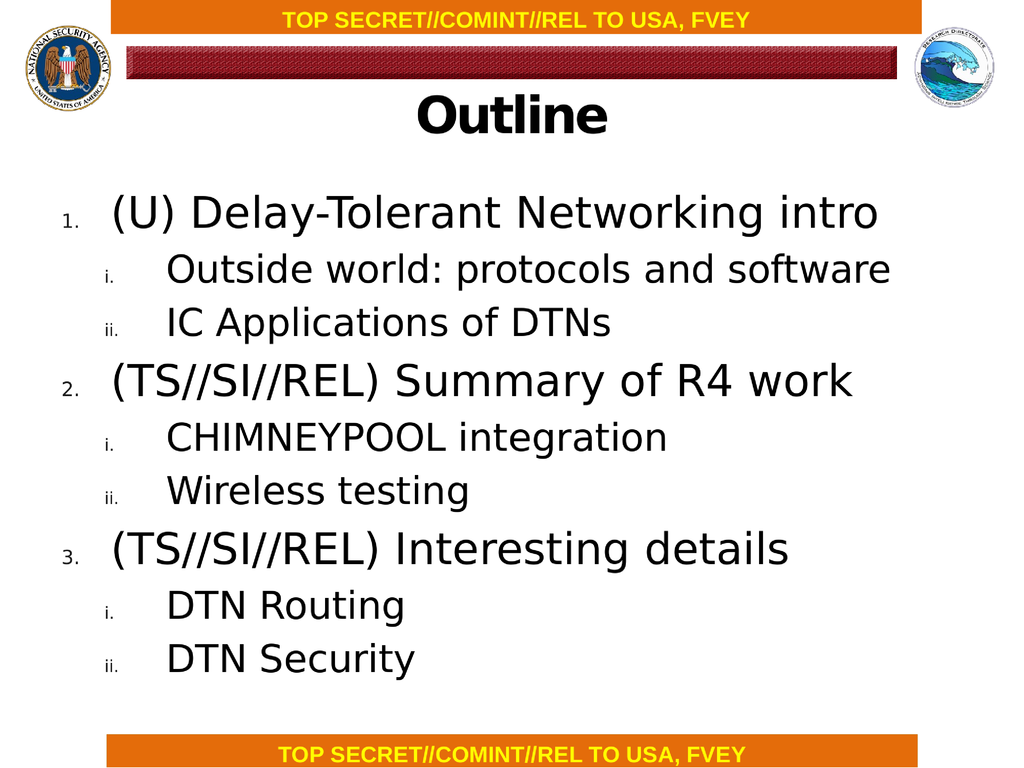 TOP SECRET//COMINT//REL TO USA, FVEY
NATIONAL SECURITY AGENCY
UNITED STATES OF AMERICA
RESEARCH DIRECTORATE
Outline
1. (U) Delay-Tolerant Networking intro
i. Outside world: protocols and software
ii. IC Applications of DTNs
2. (TS//SI//REL) Summary of R4 work
i. CHIMNEYPOOL integration
ii. Wireless testing
3. (TS//SI//REL) Interesting details
i. DTN Routing
ii. DTN Security
TOP SECRET//COMINT//REL TO USA, FVEY